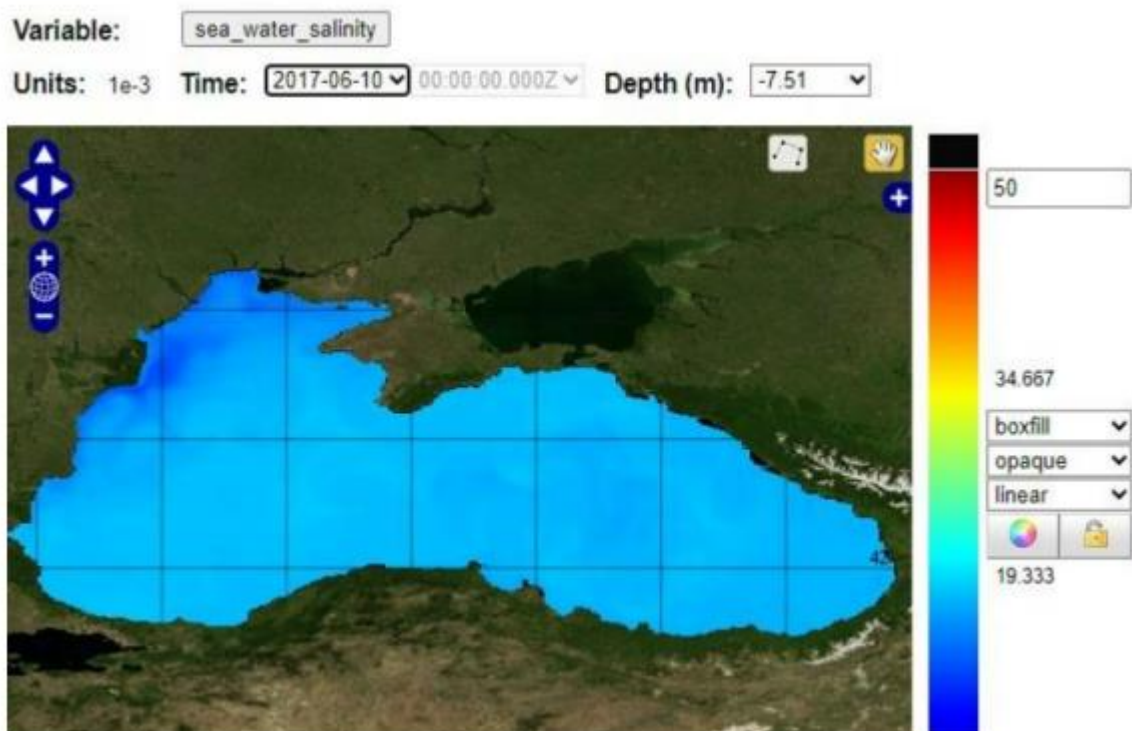 Variable: sea_water_salinity
Units: 1e-3 Time: 2017-06-10 00:00:00.000Z Depth (m): -7.51
50
34.667
boxfill
opaque
linear
42
19.333